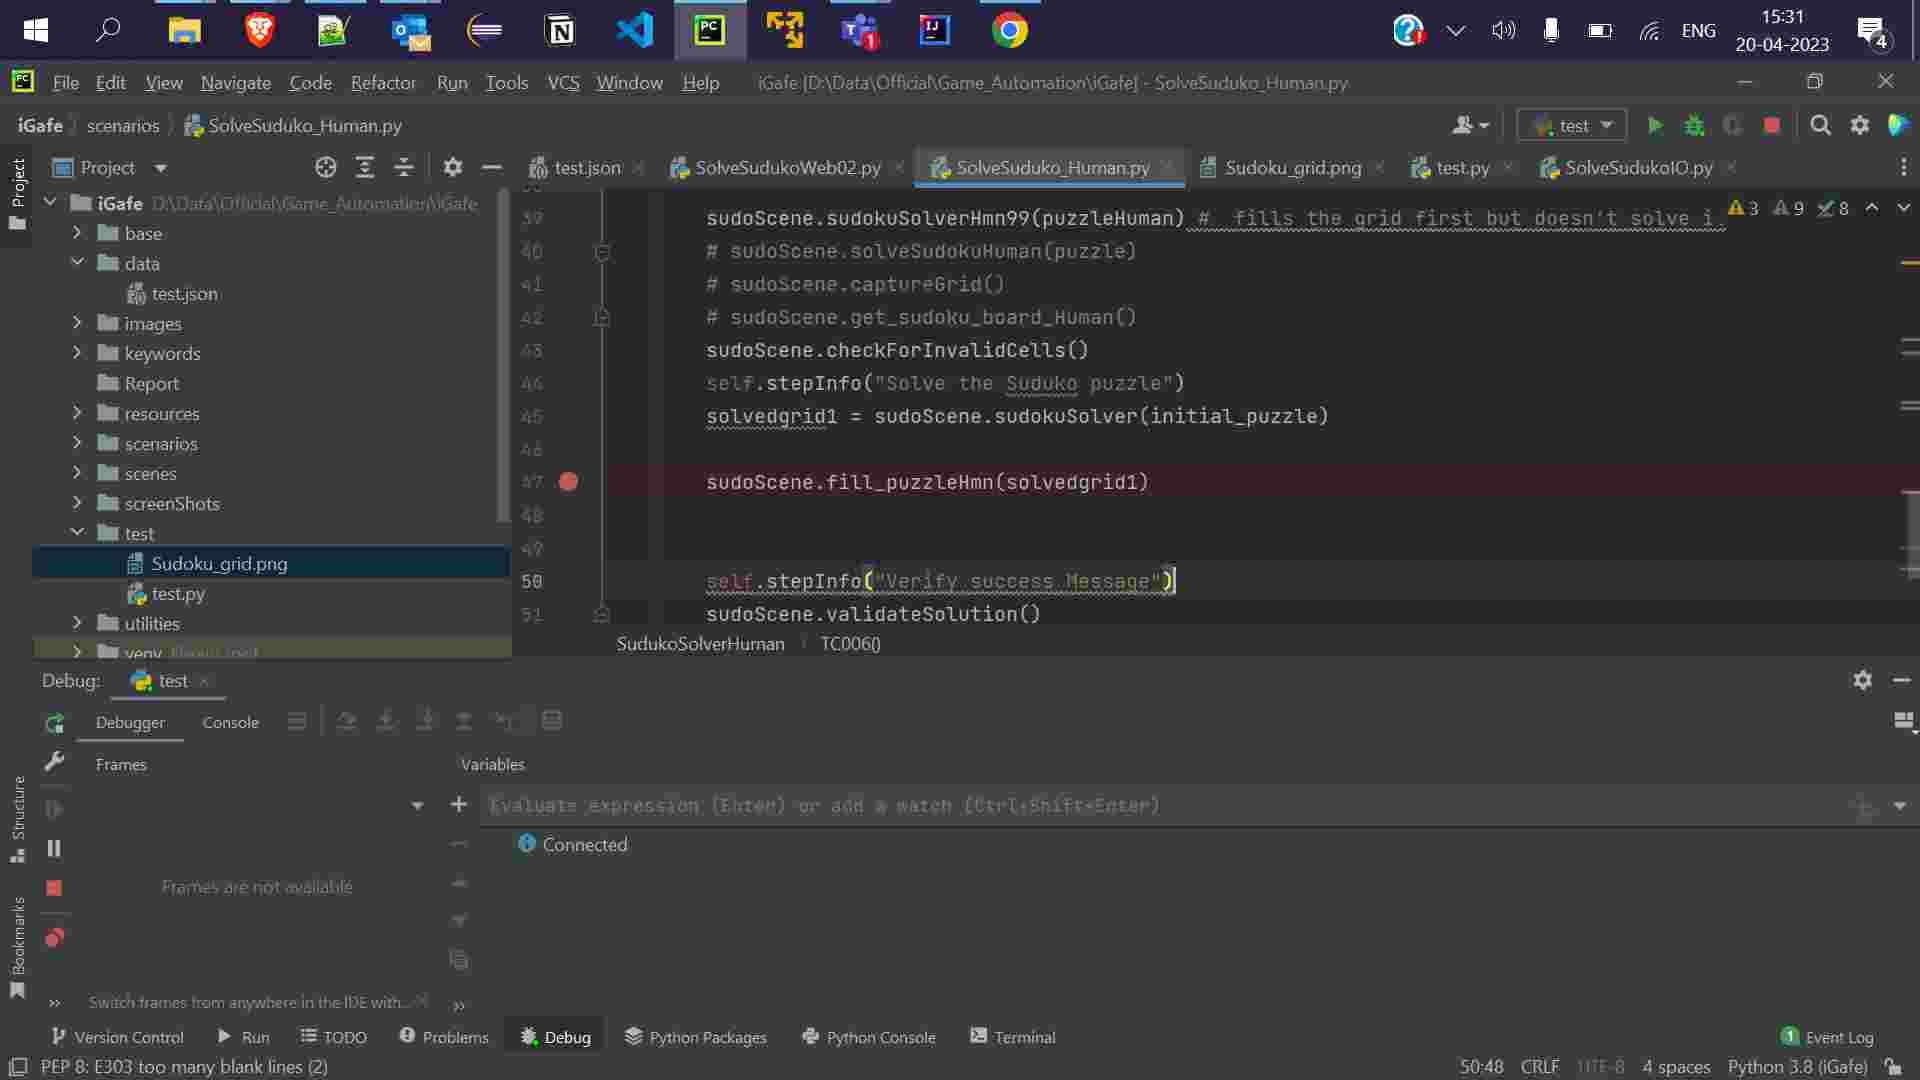 15:31
ENG
20-04-2023
4
1
PC
IJ
File Edit View Navigate Code Refactor Run Tools VCS Window Help iGafe [D:\Data\Official\Game_Automation\iGafe] - SolveSuduko_Human.py
iGafe scenarios SolveSuduko_Human.py
test
Project
Project
test.json SolveSudukoWeb02.py SolveSuduko_Human.py Sudoku_grid.png test.py SolveSudukoIO.py
iGafe D:\Data\Official\Game_Automation\iGafe
base
data
test.json
images
keywords
Report
resources
scenarios
scenes
screenShots
test
Sudoku_grid.png
test.py
utilities
venv
3 9 8
39 sudoScene.sudokuSolverHmn99(puzzleHuman) # fills the grid first but doesn't solve i.
40 # sudoScene.solveSudokuHuman(puzzle)
41 # sudoScene.captureGrid()
42 # sudoScene.get_sudoku_board_Human()
43 sudoScene.checkForInvalidCells()
44 self.stepInfo("Solve the Suduko puzzle")
45 solvedgrid1 = sudoScene.sudokuSolver(initial_puzzle)
46
47 sudoScene.fill_puzzleHmn(solvedgrid1)
48
49
50 self.stepInfo("Verify success Message")
51 sudoScene.validateSolution()
SudukoSolverHuman TC006()
Debug: test
Debugger Console
Frames Variables
Evaluate expression (Enter) or add a watch (Ctrl+Shift+Enter)
Connected
Frames are not available
Structure
Bookmarks
Switch frames from anywhere in the IDE with...
Version Control Run TODO Problems Debug Python Packages Python Console Terminal 1 Event Log
PEP 8: E303 too many blank lines (2) 50:48 CRLF UTF-8 4 spaces Python 3.8 (iGafe)